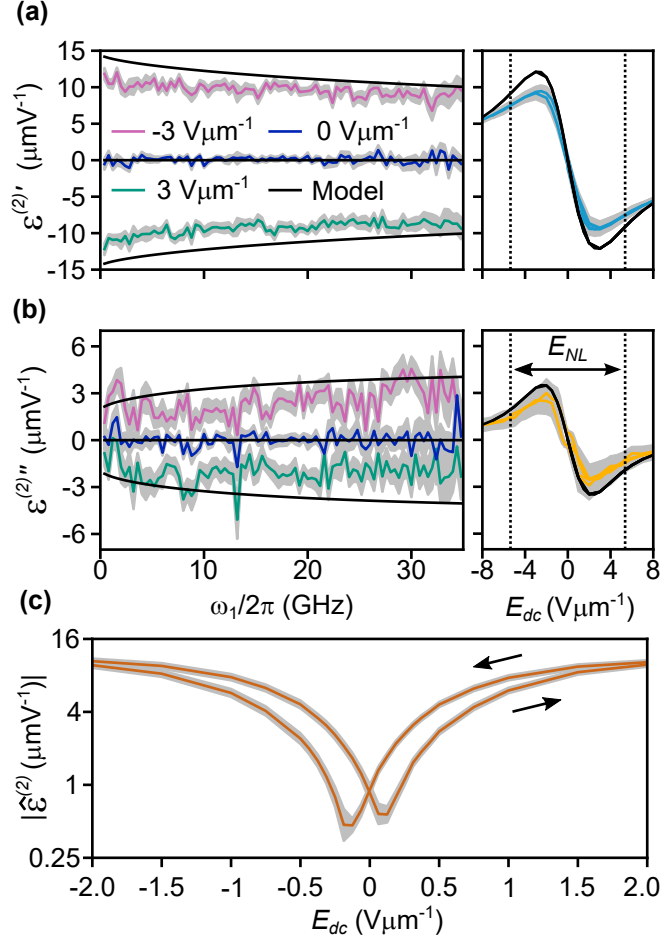 (a)
15
10
5
0
-5
-10
-15
ε⁽²⁾′ (µmV⁻¹)
-3 Vµm⁻¹
0 Vµm⁻¹
3 Vµm⁻¹
Model
(b)
6
3
0
-3
-6
ε⁽²⁾″ (µmV⁻¹)
E_NL
0 10 20 30
-8 -4 0 4 8
ω₁/2π (GHz)
E_dc (Vµm⁻¹)
(c)
16
4
1
0.25
|ε̂⁽²⁾ (µmV⁻¹)|
-2.0 -1.5 -1 -0.5 0 0.5 1.0 1.5 2.0
E_dc (Vµm⁻¹)